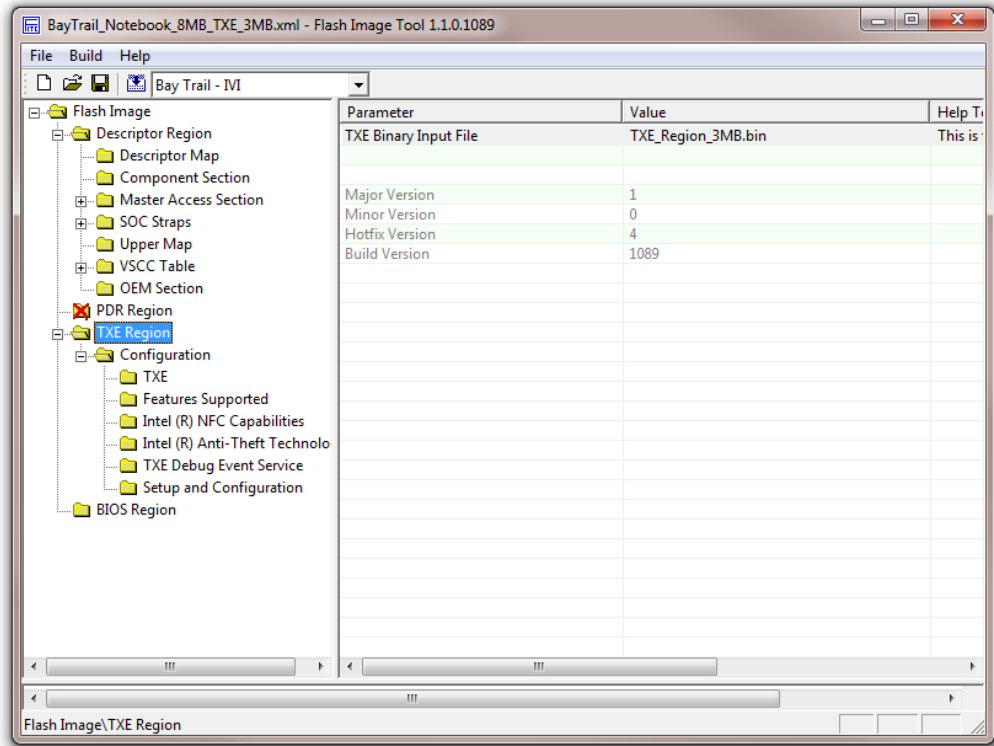 BayTrail_Notebook_8MB_TXE_3MB.xml - Flash Image Tool 1.1.0.1089
File Build Help
Bay Trail - IVI
Flash Image
Descriptor Region
Descriptor Map
Component Section
Master Access Section
SOC Straps
Upper Map
VSCC Table
OEM Section
PDR Region
TXE Region
Configuration
TXE
Features Supported
Intel (R) NFC Capabilities
Intel (R) Anti-Theft Technolo
TXE Debug Event Service
Setup and Configuration
BIOS Region
Parameter Value Help T
TXE Binary Input File TXE_Region_3MB.bin This is
Major Version 1
Minor Version 0
Hotfix Version 4
Build Version 1089
Flash Image\TXE Region